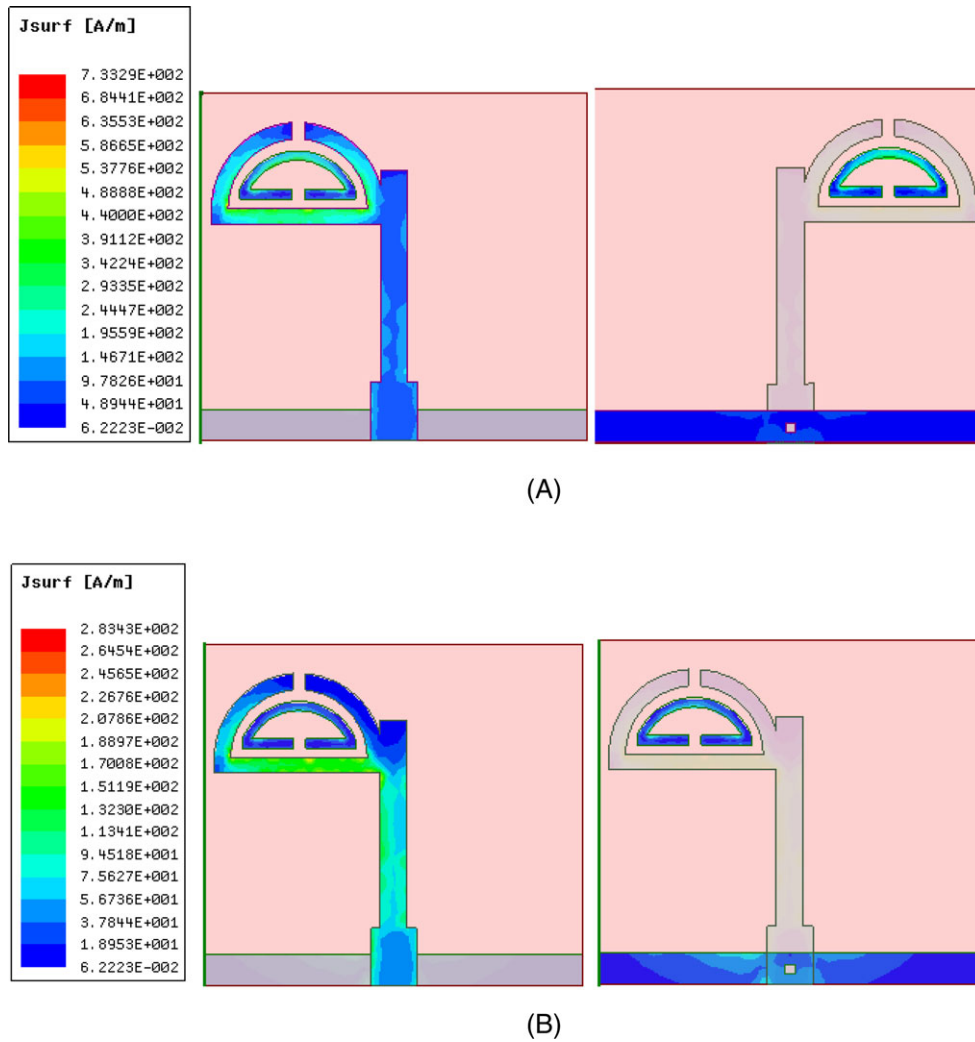 Jsurf [A/m]
7.3329E+002
6.8441E+002
6.3553E+002
5.8665E+002
5.3776E+002
4.8888E+002
4.4000E+002
3.9112E+002
3.4224E+002
2.9335E+002
2.4447E+002
1.9559E+002
1.4671E+002
9.7826E+001
4.8944E+001
6.2223E-002
(A)
Jsurf [A/m]
2.8343E+002
2.6454E+002
2.4565E+002
2.2676E+002
2.0786E+002
1.8897E+002
1.7008E+002
1.5119E+002
1.3230E+002
1.1341E+002
9.4518E+001
7.5627E+001
5.6736E+001
3.7844E+001
1.8953E+001
6.2223E-002
(B)